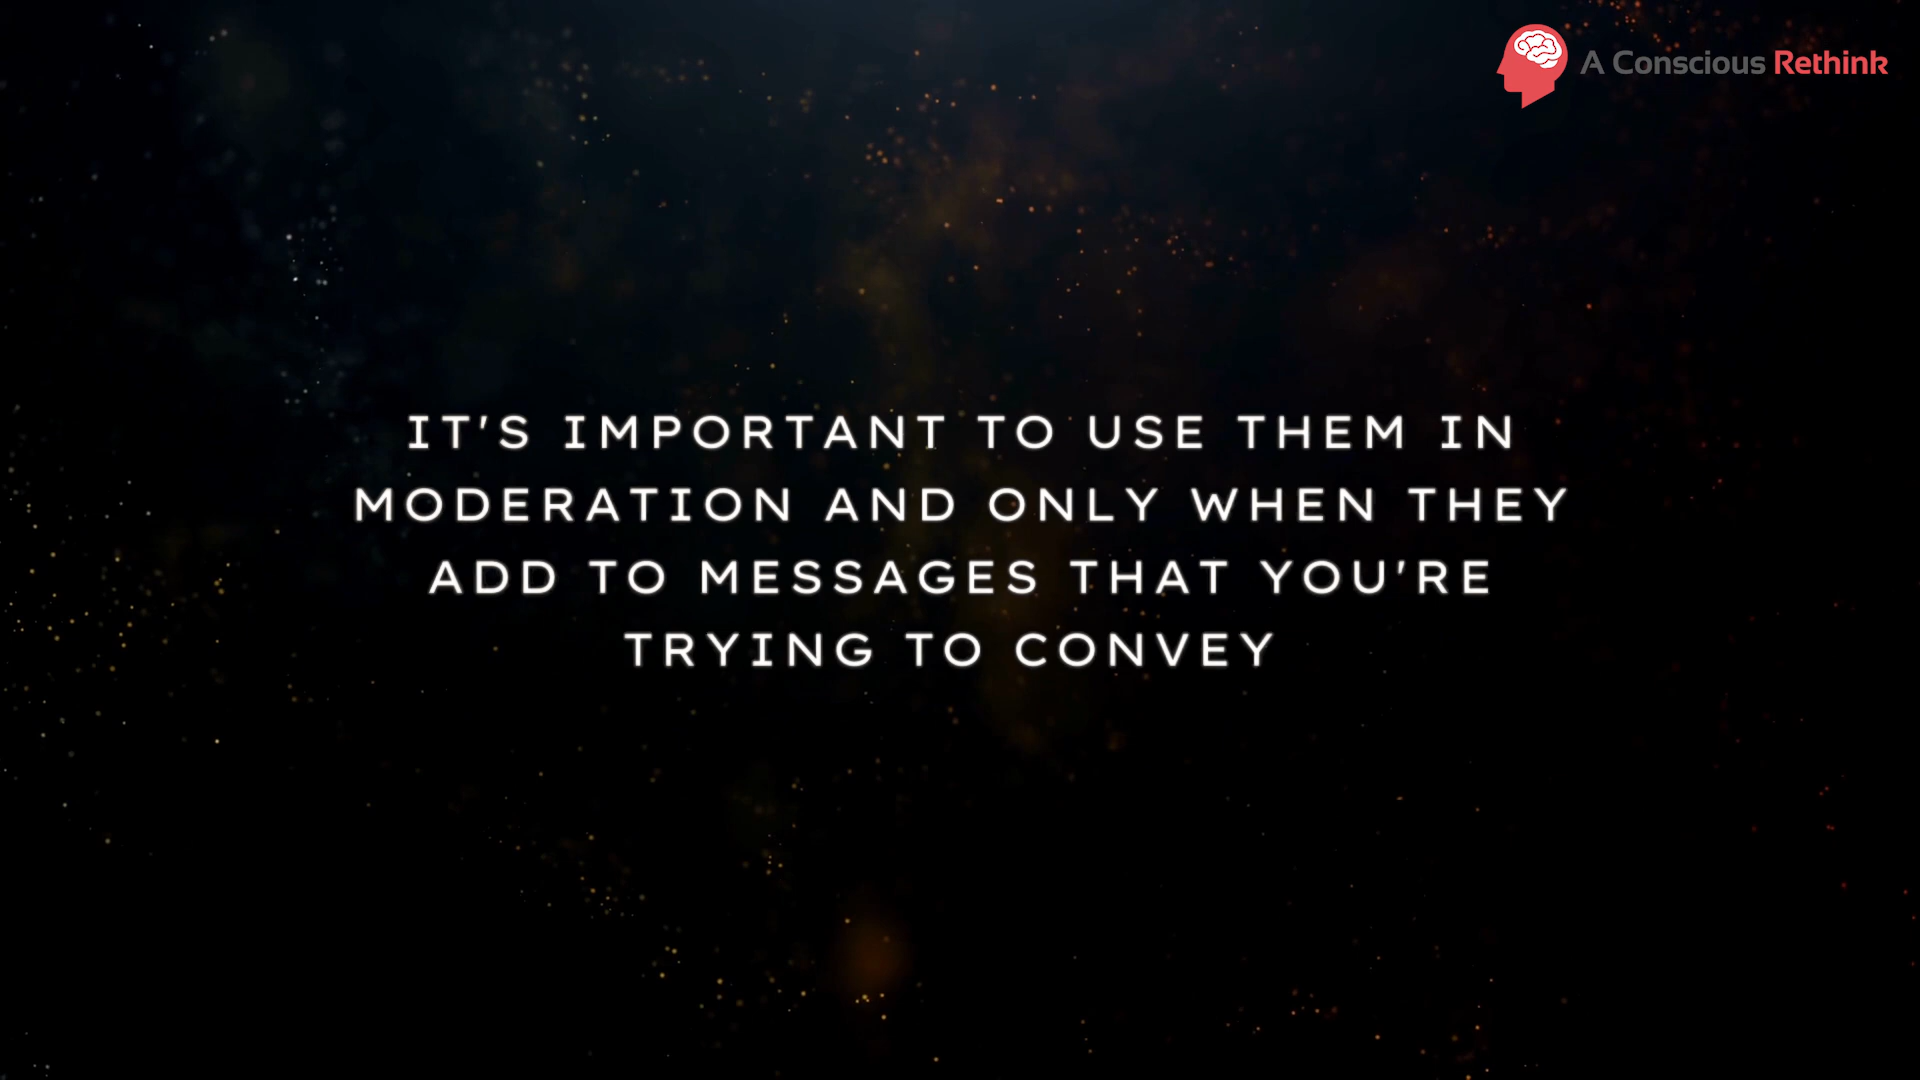 A Conscious Rethink
IT'S IMPORTANT TO USE THEM IN
MODERATION AND ONLY WHEN THEY
ADD TO MESSAGES THAT YOU'RE
TRYING TO CONVEY